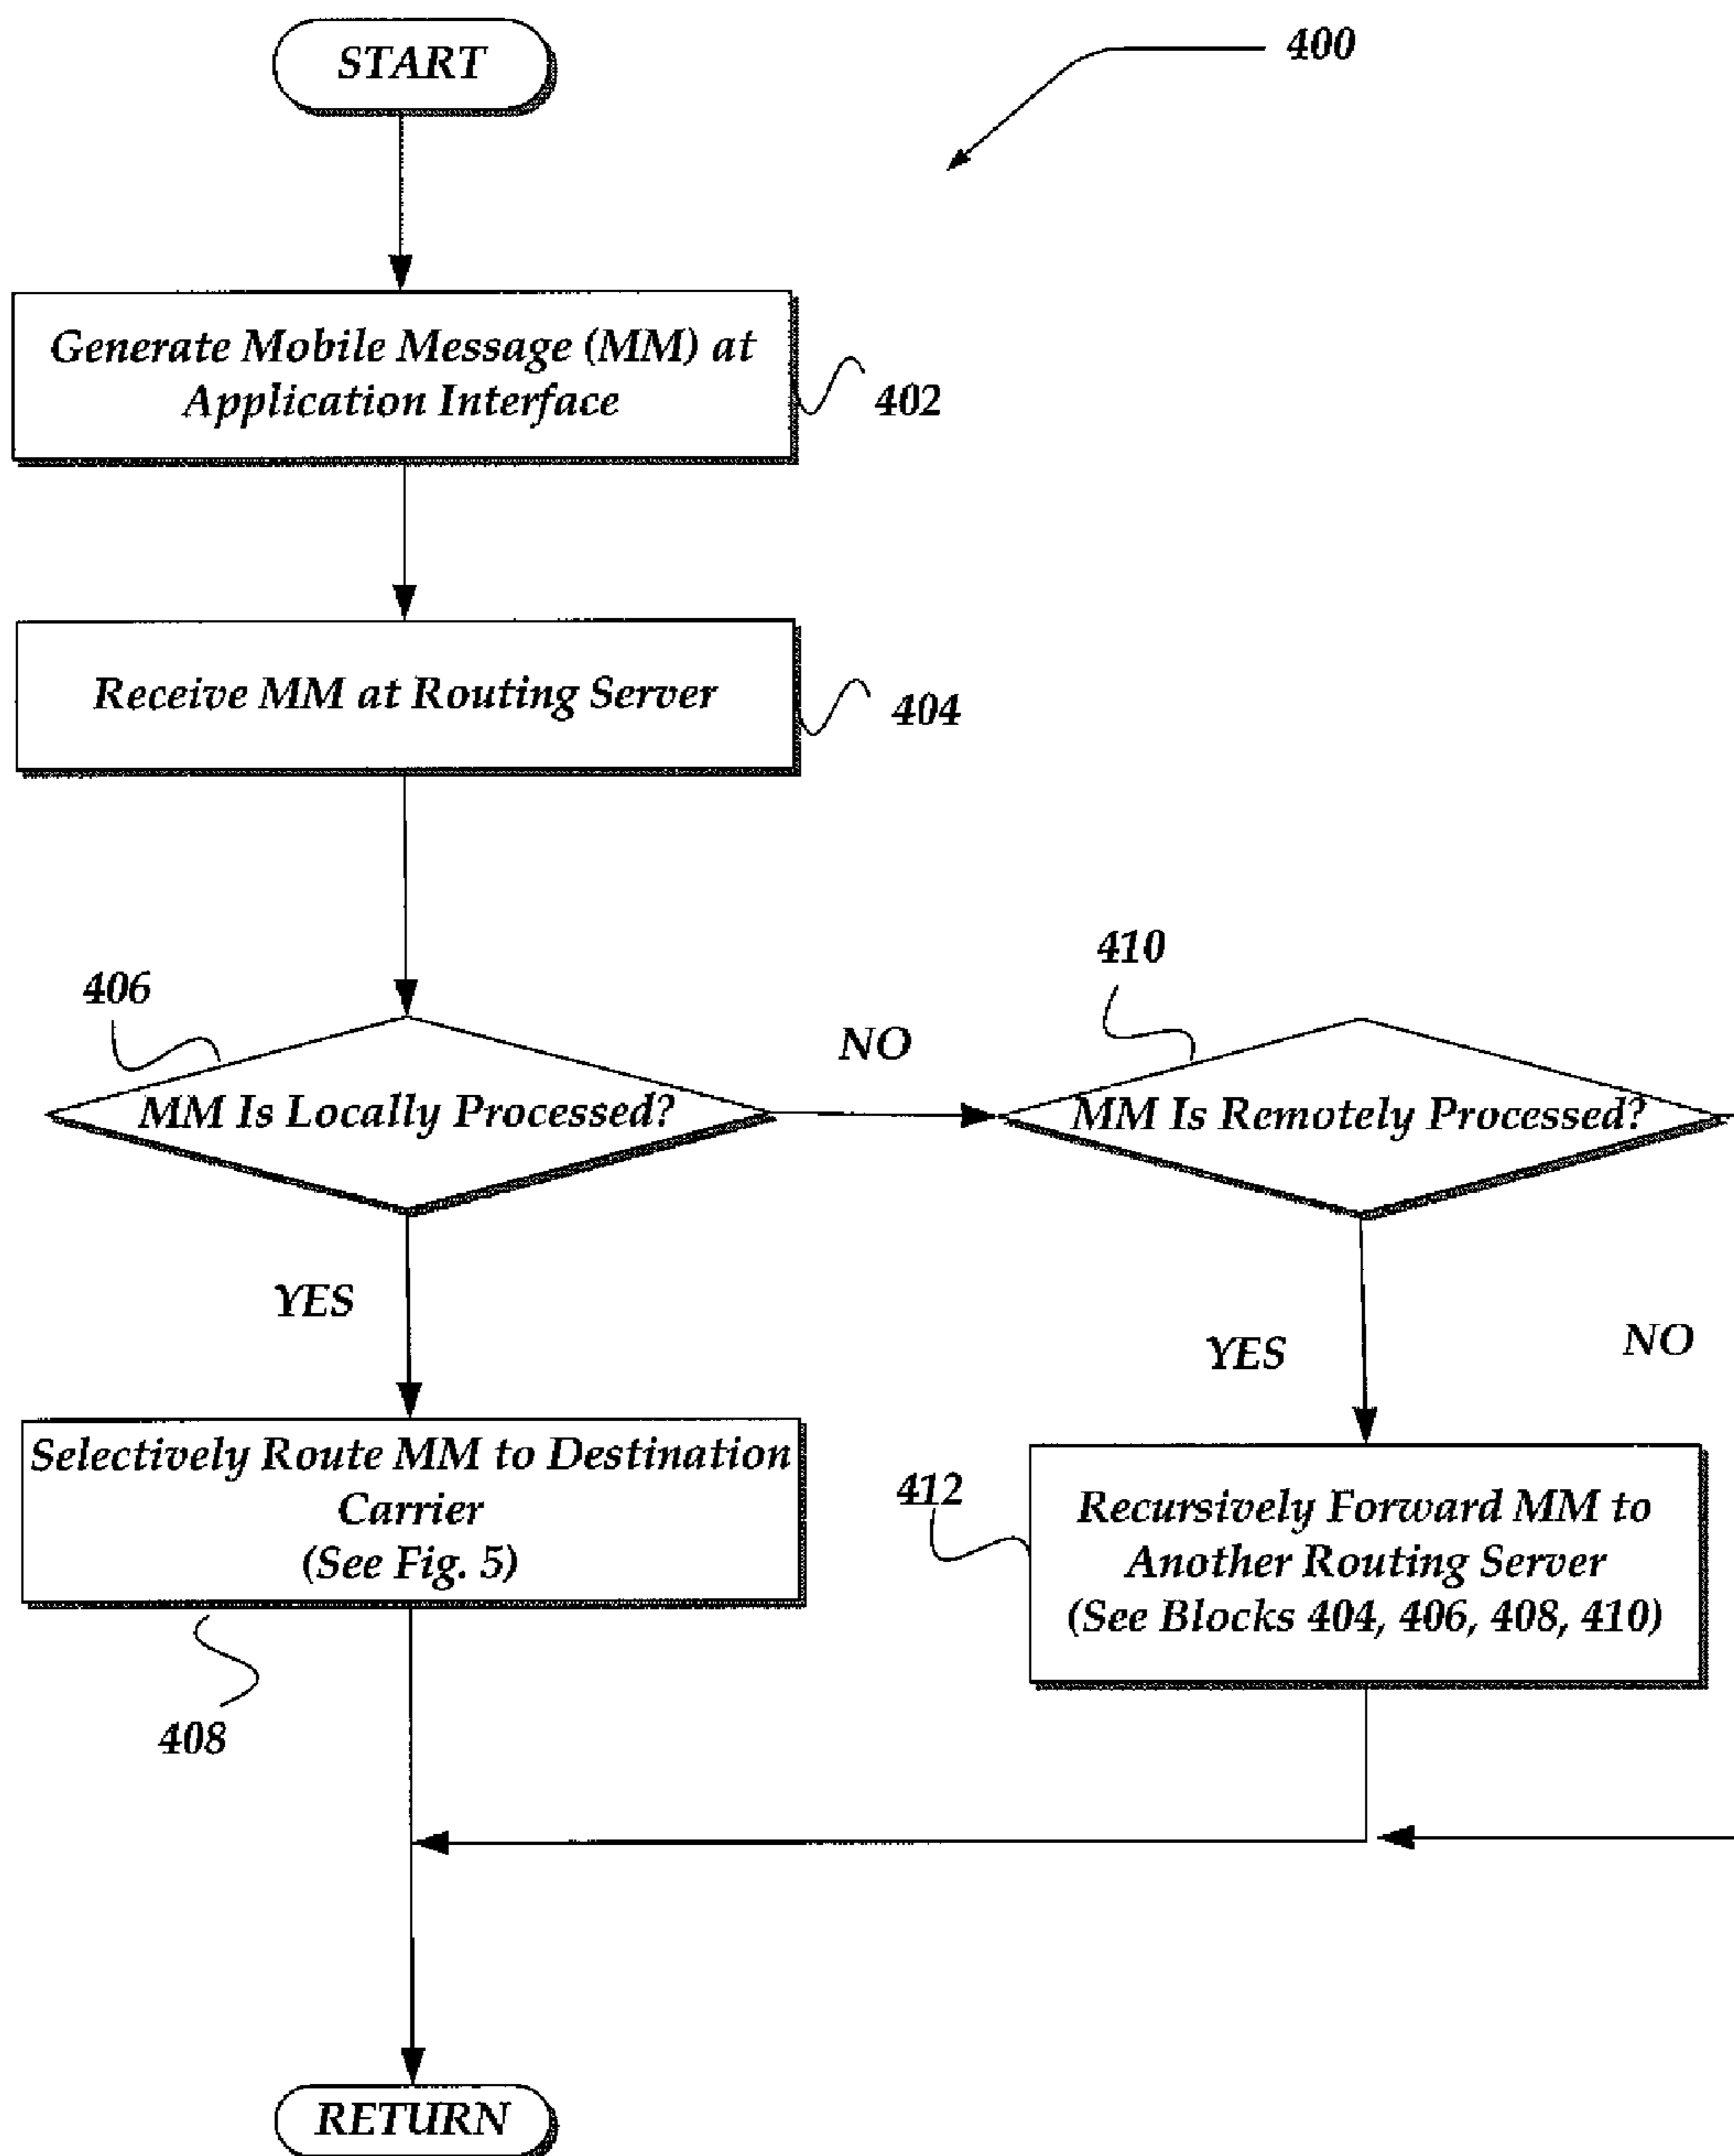 START
400
Generate Mobile Message (MM) at
Application Interface
402
Receive MM at Routing Server
404
406
MM Is Locally Processed?
NO
410
MM Is Remotely Processed?
YES
YES
NO
Selectively Route MM to Destination
Carrier
(See Fig. 5)
408
412
Recursively Forward MM to
Another Routing Server
(See Blocks 404, 406, 408, 410)
RETURN